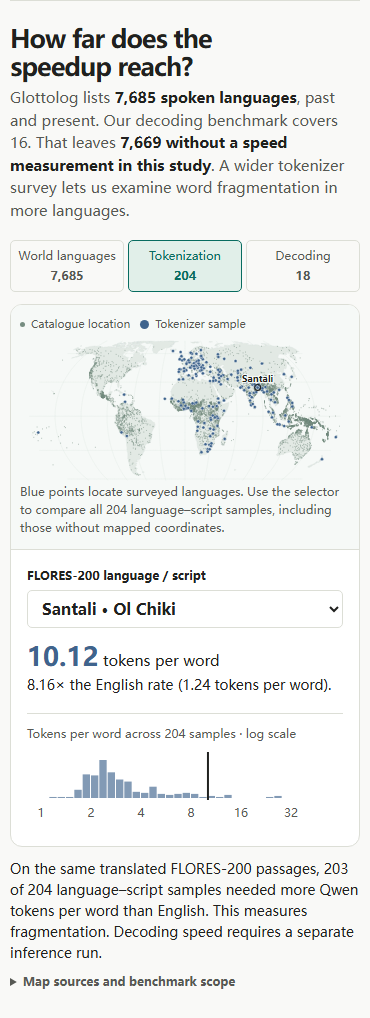 How far does the
speedup reach?
Glottolog lists 7,685 spoken languages, past
and present. Our decoding benchmark covers
16. That leaves 7,669 without a speed
measurement in this study. A wider tokenizer
survey lets us examine word fragmentation in
more languages.
World languages
7,685
Tokenization
204
Decoding
18
Catalogue location
Tokenizer sample
Santali
Blue points locate surveyed languages. Use the selector
to compare all 204 language–script samples, including
those without mapped coordinates.
FLORES-200 language / script
Santali • Ol Chiki
10.12 tokens per word
8.16× the English rate (1.24 tokens per word).
Tokens per word across 204 samples · log scale
1 2 4 8 16 32
On the same translated FLORES-200 passages, 203
of 204 language–script samples needed more Qwen
tokens per word than English. This measures
fragmentation. Decoding speed requires a separate
inference run.
Map sources and benchmark scope